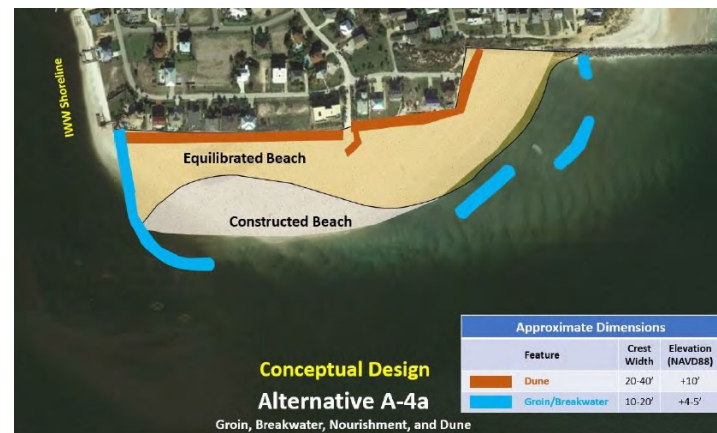 IWW Shoreline
Equilibrated Beach
Constructed Beach
Conceptual Design
Alternative A-4a
Groin, Breakwater, Nourishment, and Dune
Approximate Dimensions
Feature Crest Width Elevation (NAVD88)
Dune 20-40' +10'
Groin/Breakwater 10-20' +4-5'